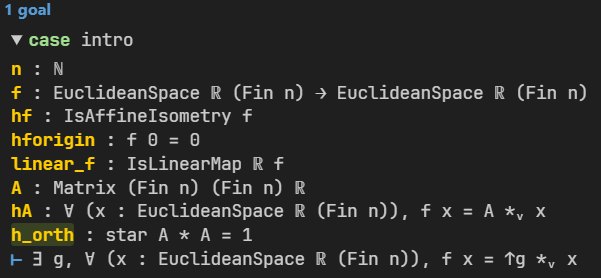 1 goal
▼ case intro
n : ℕ
f : EuclideanSpace ℝ (Fin n) → EuclideanSpace ℝ (Fin n)
hf : IsAffineIsometry f
hforigin : f 0 = 0
linear_f : IsLinearMap ℝ f
A : Matrix (Fin n) (Fin n) ℝ
hA : ∀ (x : EuclideanSpace ℝ (Fin n)), f x = A *ᵥ x
h_orth : star A * A = 1
⊢ ∃ g, ∀ (x : EuclideanSpace ℝ (Fin n)), f x = ↑g *ᵥ x